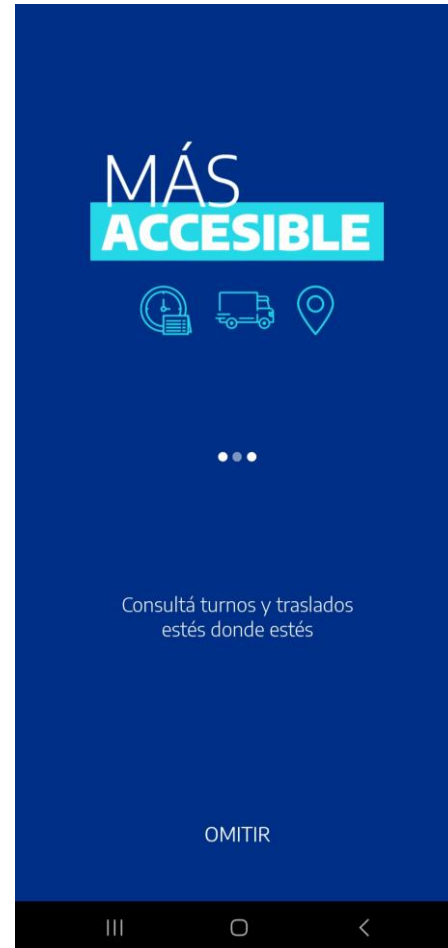 MÁS
ACCESIBLE
Consultá turnos y traslados
estés donde estés
OMITIR